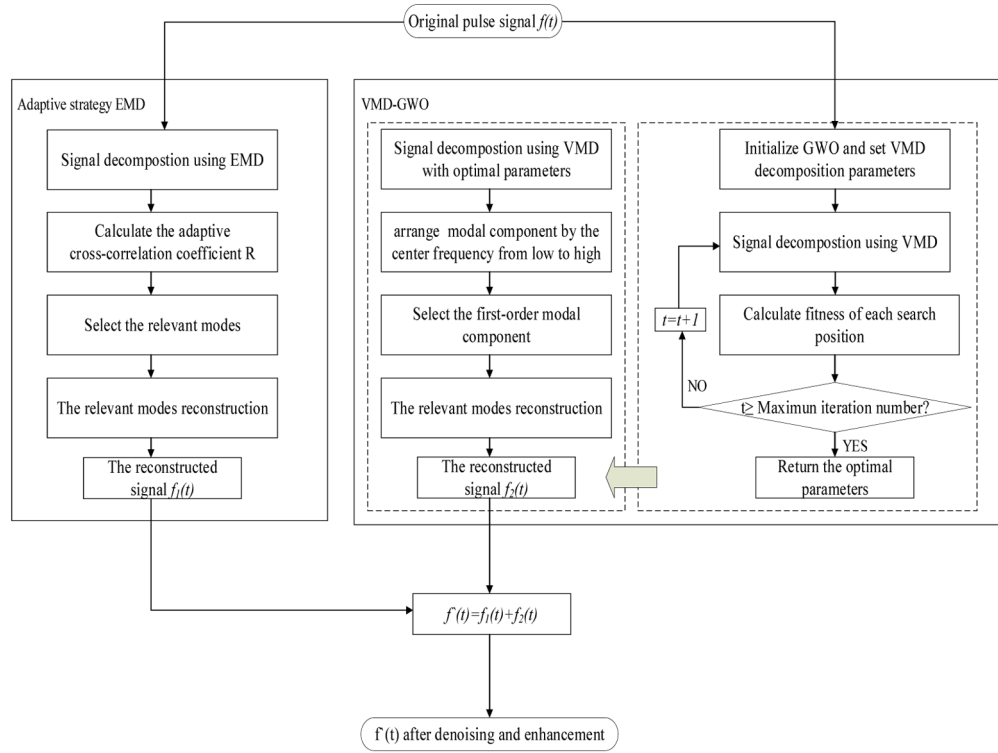 Original pulse signal f(t)
Adaptive strategy EMD
Signal decompostion using EMD
Calculate the adaptive
cross-correlation coefficient R
Select the relevant modes
The relevant modes reconstruction
The reconstructed
signal f1(t)
VMD-GWO
Signal decompostion using VMD
with optimal parameters
arrange modal component by the
center frequency from low to high
Select the first-order modal
component
The relevant modes reconstruction
The reconstructed
signal f2(t)
Initialize GWO and set VMD
decomposition parameters
Signal decompostion using VMD
Calculate fitness of each search
position
t=t+1
NO
t≥ Maximun iteration number?
YES
Return the optimal
parameters
f`(t)=f1(t)+f2(t)
f`(t) after denoising and enhancement